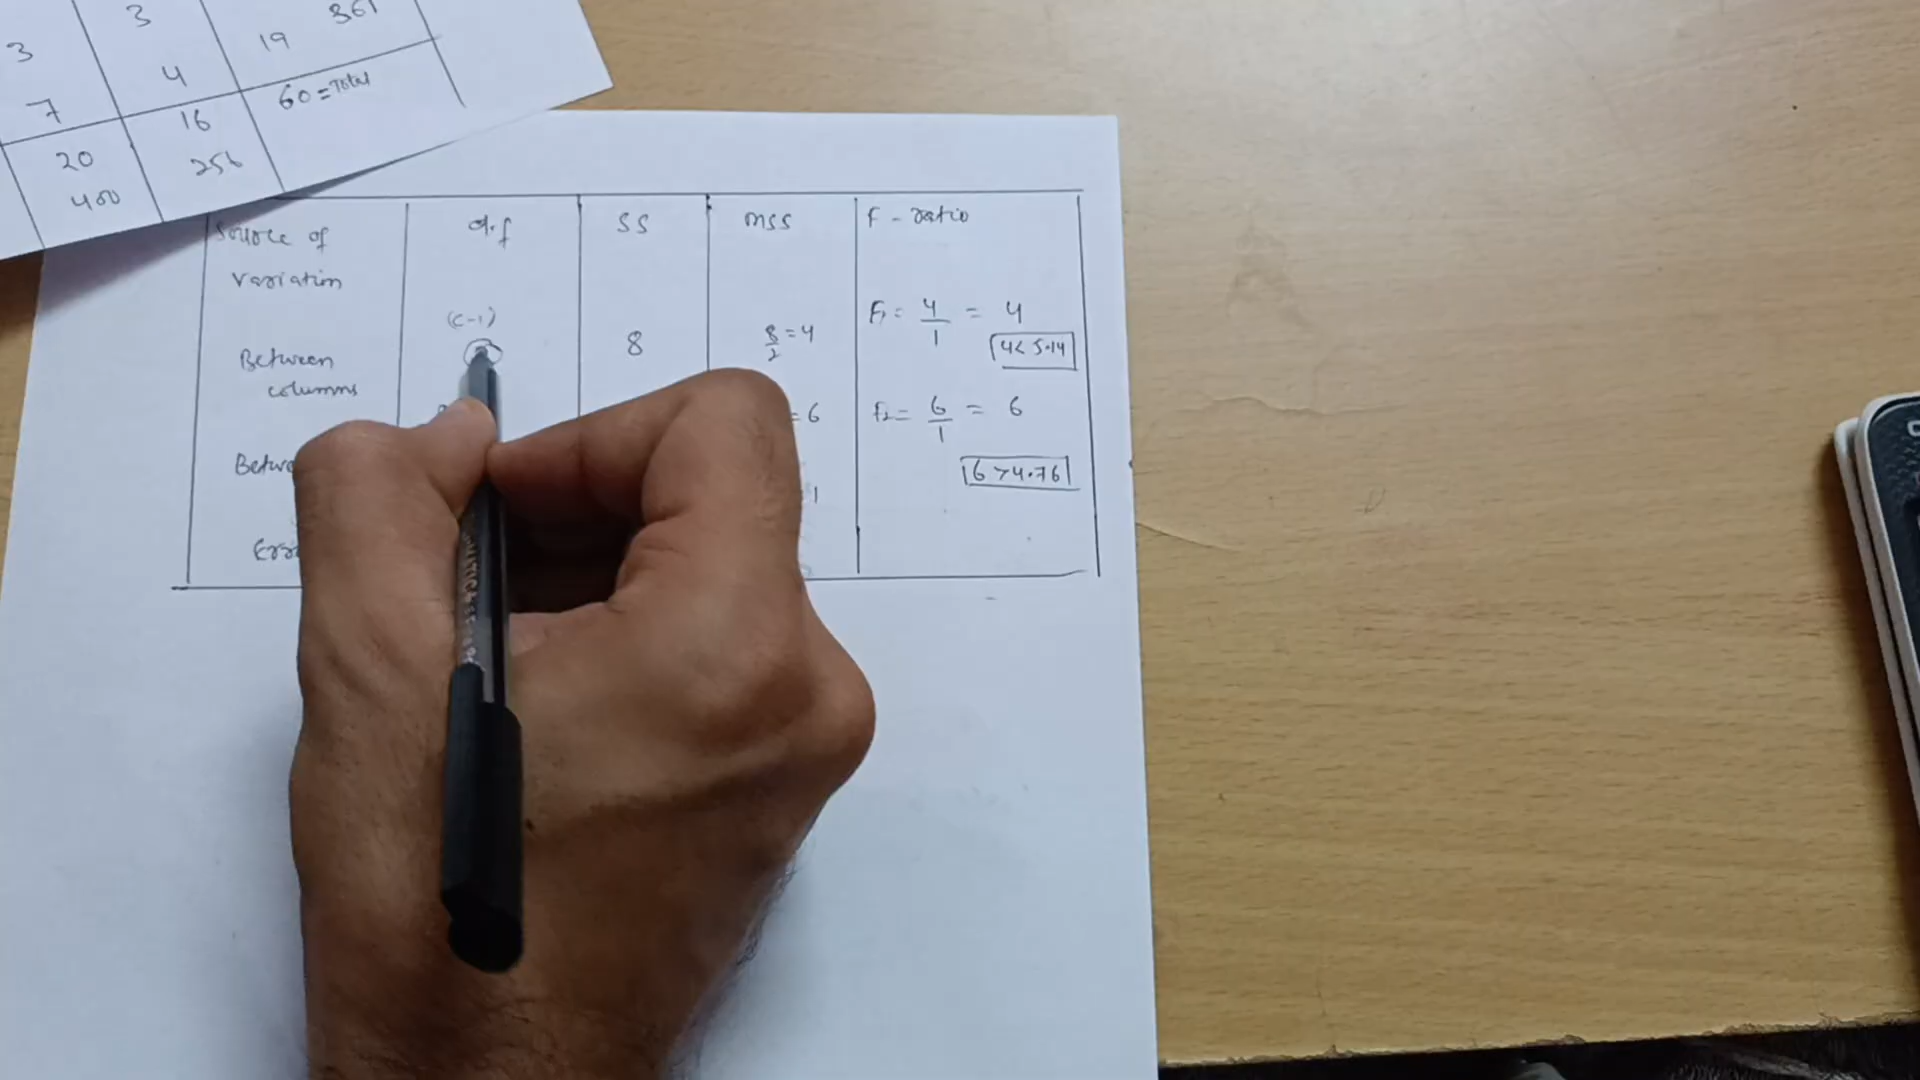 3 361
3 4 19
7 16 60 = Total
20 256
400
Source of d.f SS MSS F - ratio
variation
(c-1)
F₁ = 4/1 = 4
Between 8 8/2 = 4 4 < 5.14
columns
= 6 F₂ = 6/1 = 6
6 > 4.76
1